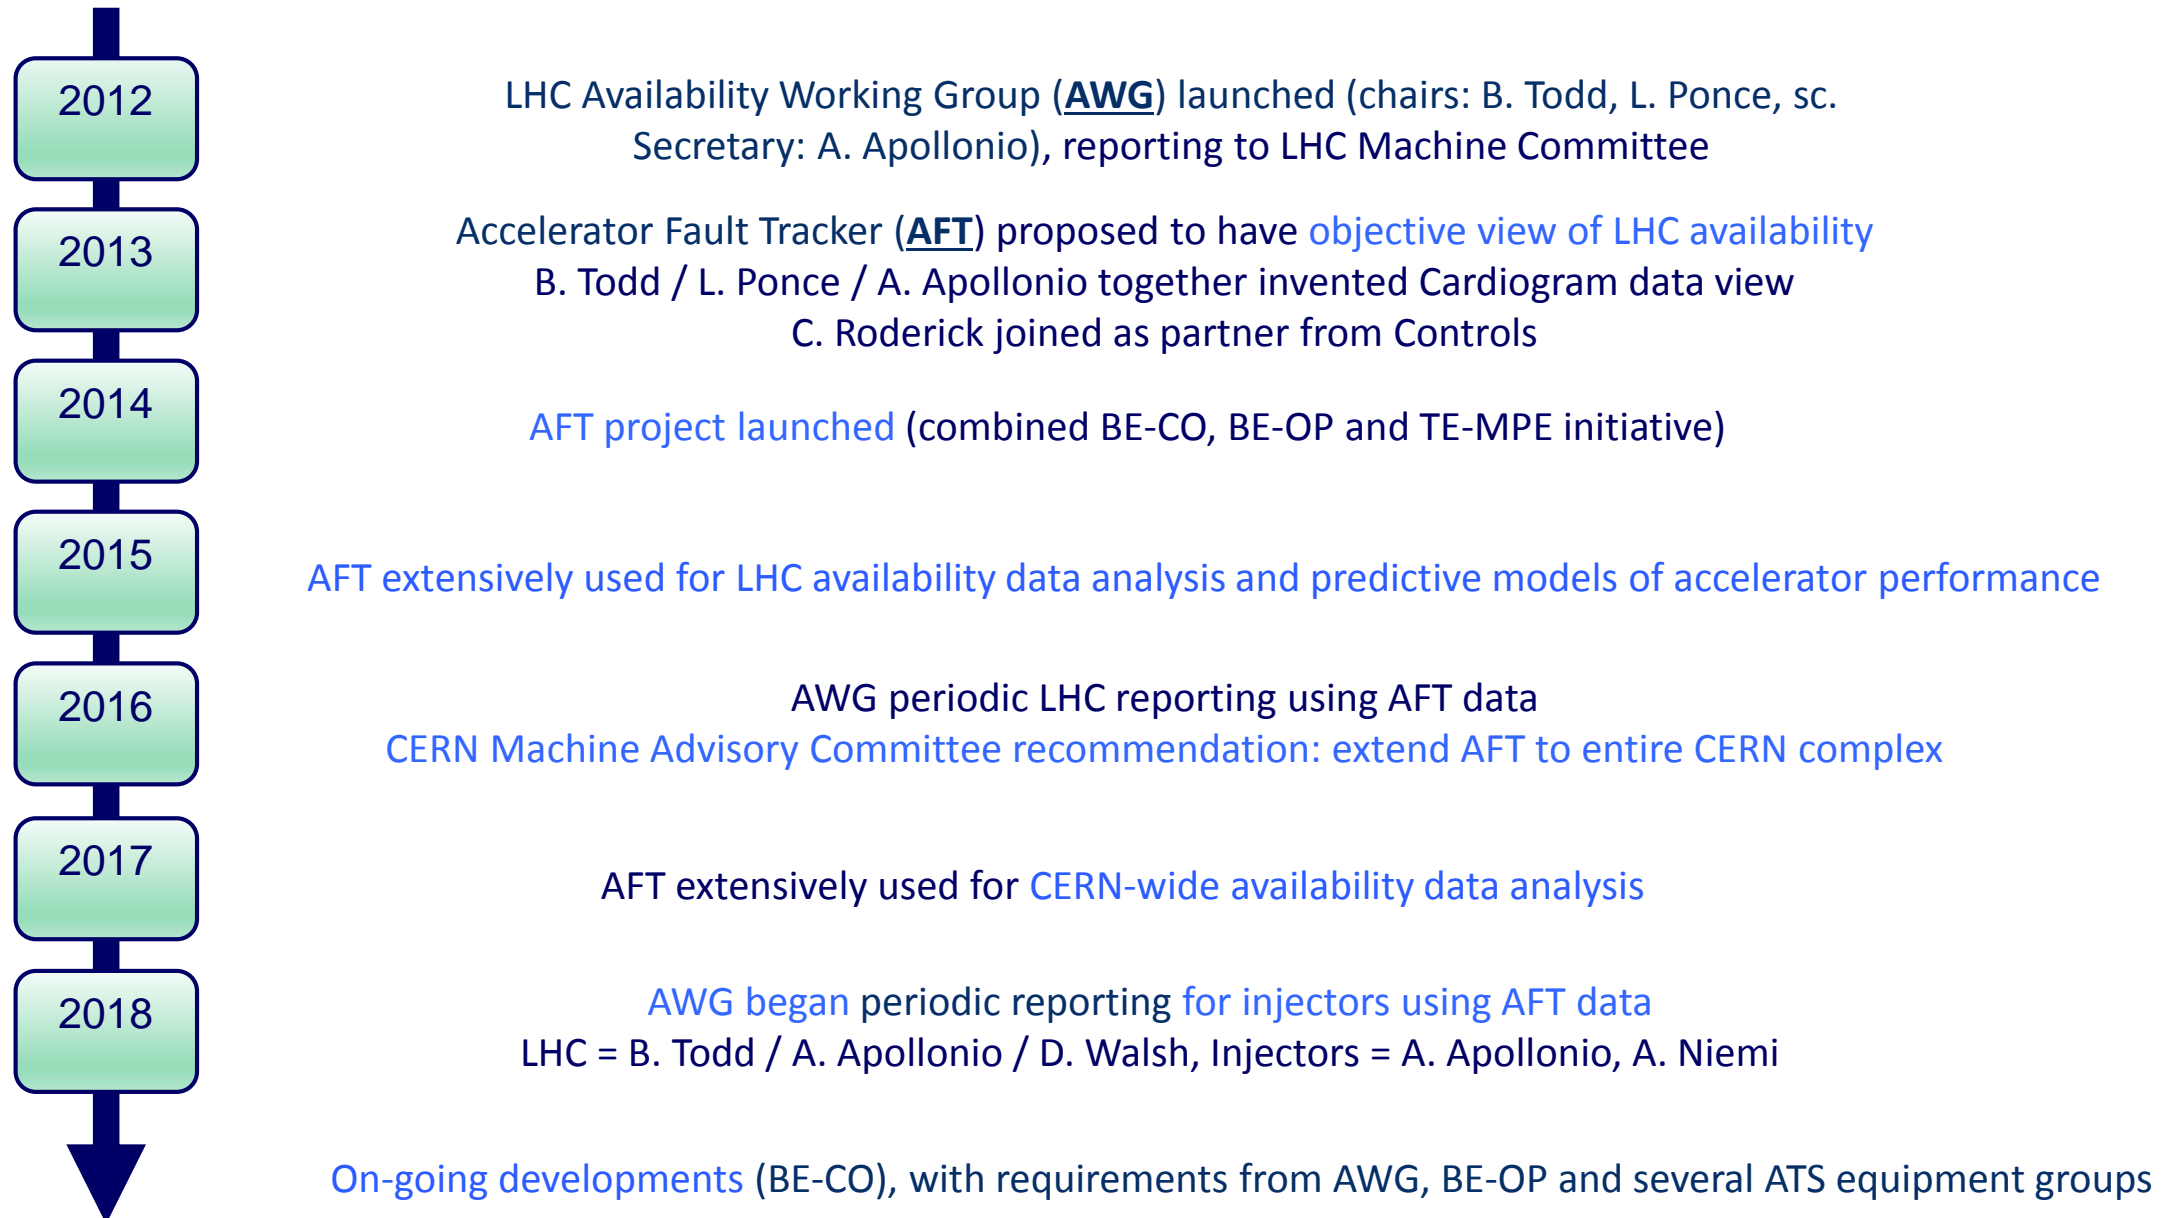 2012
LHC Availability Working Group (AWG) launched (chairs: B. Todd, L. Ponce, sc.
Secretary: A. Apollonio), reporting to LHC Machine Committee
2013
Accelerator Fault Tracker (AFT) proposed to have objective view of LHC availability
B. Todd / L. Ponce / A. Apollonio together invented Cardiogram data view
C. Roderick joined as partner from Controls
2014
AFT project launched (combined BE-CO, BE-OP and TE-MPE initiative)
2015
AFT extensively used for LHC availability data analysis and predictive models of accelerator performance
2016
AWG periodic LHC reporting using AFT data
CERN Machine Advisory Committee recommendation: extend AFT to entire CERN complex
2017
AFT extensively used for CERN-wide availability data analysis
2018
AWG began periodic reporting for injectors using AFT data
LHC = B. Todd / A. Apollonio / D. Walsh, Injectors = A. Apollonio, A. Niemi
On-going developments (BE-CO), with requirements from AWG, BE-OP and several ATS equipment groups